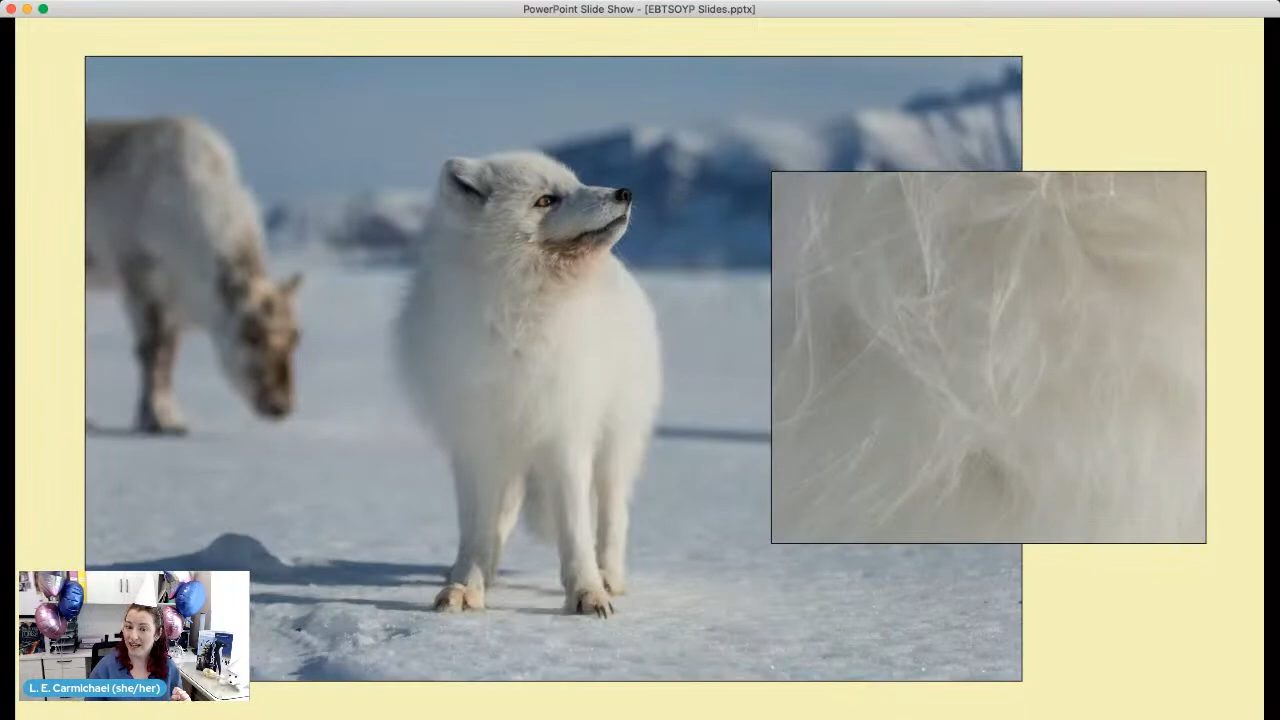 PowerPoint Slide Show - [EBTSOYP Slides.pptx]
L. E. Carmichael (she/her)